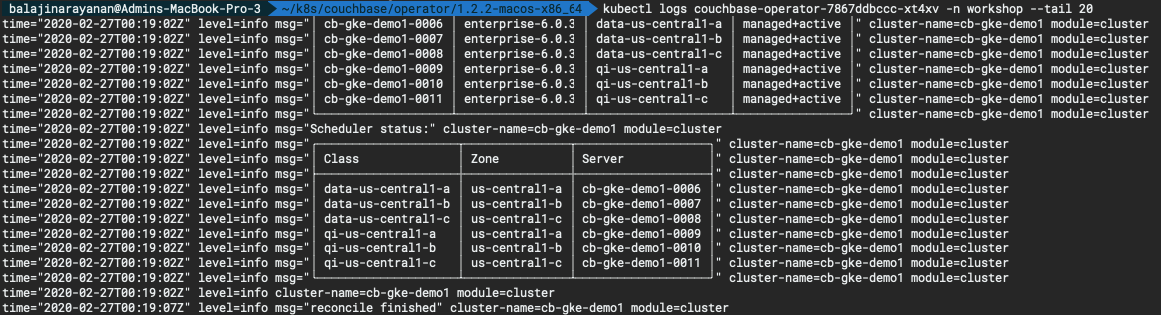 balajinarayanan@Admins-MacBook-Pro-3 ~/k8s/couchbase/operator/1.2.2-macos-x86_64 kubectl logs couchbase-operator-7867ddbccc-xt4xv -n workshop --tail 20
time="2020-02-27T00:19:02Z" level=info msg="│ cb-gke-demo1-0006 │ enterprise-6.0.3 │ data-us-central1-a │ managed+active │" cluster-name=cb-gke-demo1 module=cluster
time="2020-02-27T00:19:02Z" level=info msg="│ cb-gke-demo1-0007 │ enterprise-6.0.3 │ data-us-central1-b │ managed+active │" cluster-name=cb-gke-demo1 module=cluster
time="2020-02-27T00:19:02Z" level=info msg="│ cb-gke-demo1-0008 │ enterprise-6.0.3 │ data-us-central1-c │ managed+active │" cluster-name=cb-gke-demo1 module=cluster
time="2020-02-27T00:19:02Z" level=info msg="│ cb-gke-demo1-0009 │ enterprise-6.0.3 │ qi-us-central1-a │ managed+active │" cluster-name=cb-gke-demo1 module=cluster
time="2020-02-27T00:19:02Z" level=info msg="│ cb-gke-demo1-0010 │ enterprise-6.0.3 │ qi-us-central1-b │ managed+active │" cluster-name=cb-gke-demo1 module=cluster
time="2020-02-27T00:19:02Z" level=info msg="│ cb-gke-demo1-0011 │ enterprise-6.0.3 │ qi-us-central1-c │ managed+active │" cluster-name=cb-gke-demo1 module=cluster
time="2020-02-27T00:19:02Z" level=info msg="└" cluster-name=cb-gke-demo1 module=cluster
time="2020-02-27T00:19:02Z" level=info msg="Scheduler status:" cluster-name=cb-gke-demo1 module=cluster
time="2020-02-27T00:19:02Z" level=info msg="┌" cluster-name=cb-gke-demo1 module=cluster
time="2020-02-27T00:19:02Z" level=info msg="│ Class │ Zone │ Server │" cluster-name=cb-gke-demo1 module=cluster
time="2020-02-27T00:19:02Z" level=info msg="├" cluster-name=cb-gke-demo1 module=cluster
time="2020-02-27T00:19:02Z" level=info msg="│ data-us-central1-a │ us-central1-a │ cb-gke-demo1-0006 │" cluster-name=cb-gke-demo1 module=cluster
time="2020-02-27T00:19:02Z" level=info msg="│ data-us-central1-b │ us-central1-b │ cb-gke-demo1-0007 │" cluster-name=cb-gke-demo1 module=cluster
time="2020-02-27T00:19:02Z" level=info msg="│ data-us-central1-c │ us-central1-c │ cb-gke-demo1-0008 │" cluster-name=cb-gke-demo1 module=cluster
time="2020-02-27T00:19:02Z" level=info msg="│ qi-us-central1-a │ us-central1-a │ cb-gke-demo1-0009 │" cluster-name=cb-gke-demo1 module=cluster
time="2020-02-27T00:19:02Z" level=info msg="│ qi-us-central1-b │ us-central1-b │ cb-gke-demo1-0010 │" cluster-name=cb-gke-demo1 module=cluster
time="2020-02-27T00:19:02Z" level=info msg="│ qi-us-central1-c │ us-central1-c │ cb-gke-demo1-0011 │" cluster-name=cb-gke-demo1 module=cluster
time="2020-02-27T00:19:02Z" level=info msg="└" cluster-name=cb-gke-demo1 module=cluster
time="2020-02-27T00:19:02Z" level=info cluster-name=cb-gke-demo1 module=cluster
time="2020-02-27T00:19:07Z" level=info msg="reconcile finished" cluster-name=cb-gke-demo1 module=cluster